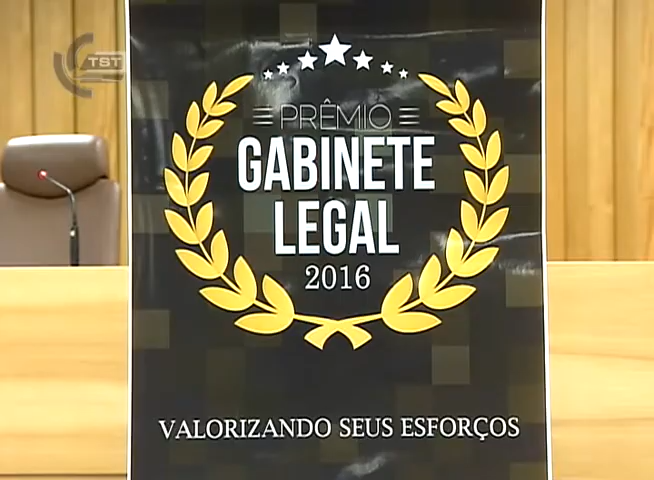 TST
PRÊMIO
GABINETE
LEGAL
2016
VALORIZANDO SEUS ESFORÇOS